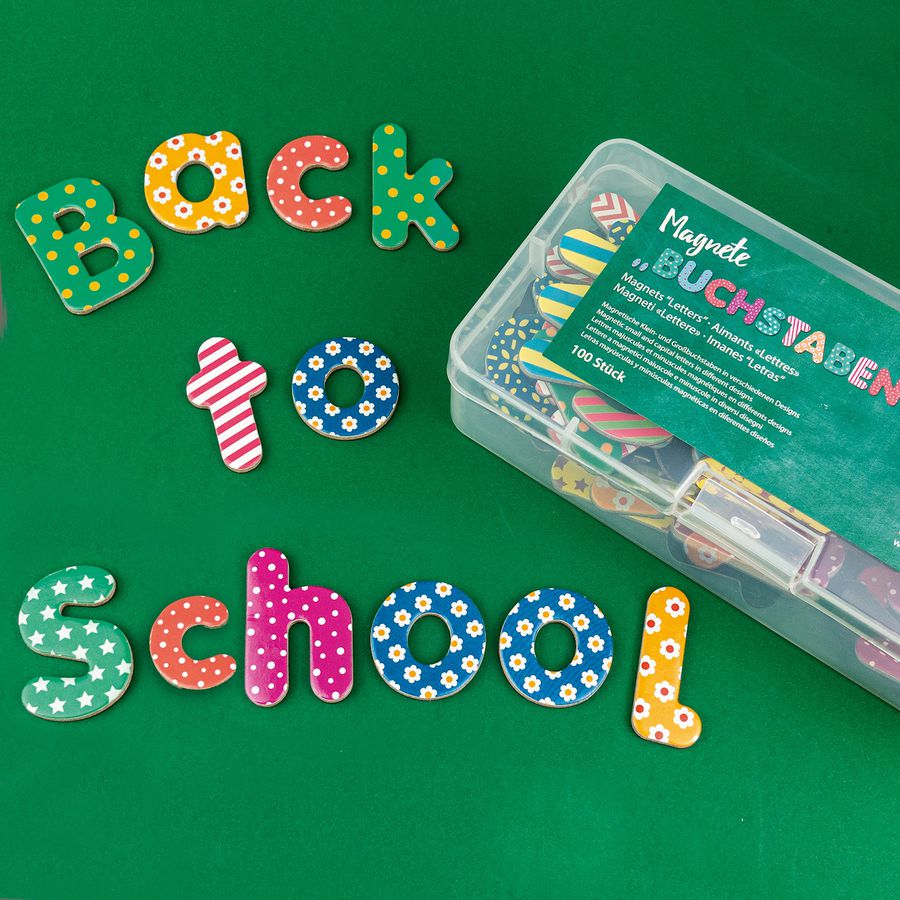 Back
to
School
Magnete
„BUCHSTABEN
Magnets "Letters" · Aimants «Lettres»
Magneti «Lettere» · Imanes "Letras"
Magnetische Klein- und Großbuchstaben in verschiedenen Designs
Magnetic small and capital letters in different designs
Lettres majuscules et minuscules magnétiques en différents designs
Lettere a magnetici maiuscole e minuscole in diversi disegni
Letras mayúsculas y minúsculas magnéticas en diferentes diseños
100 Stück